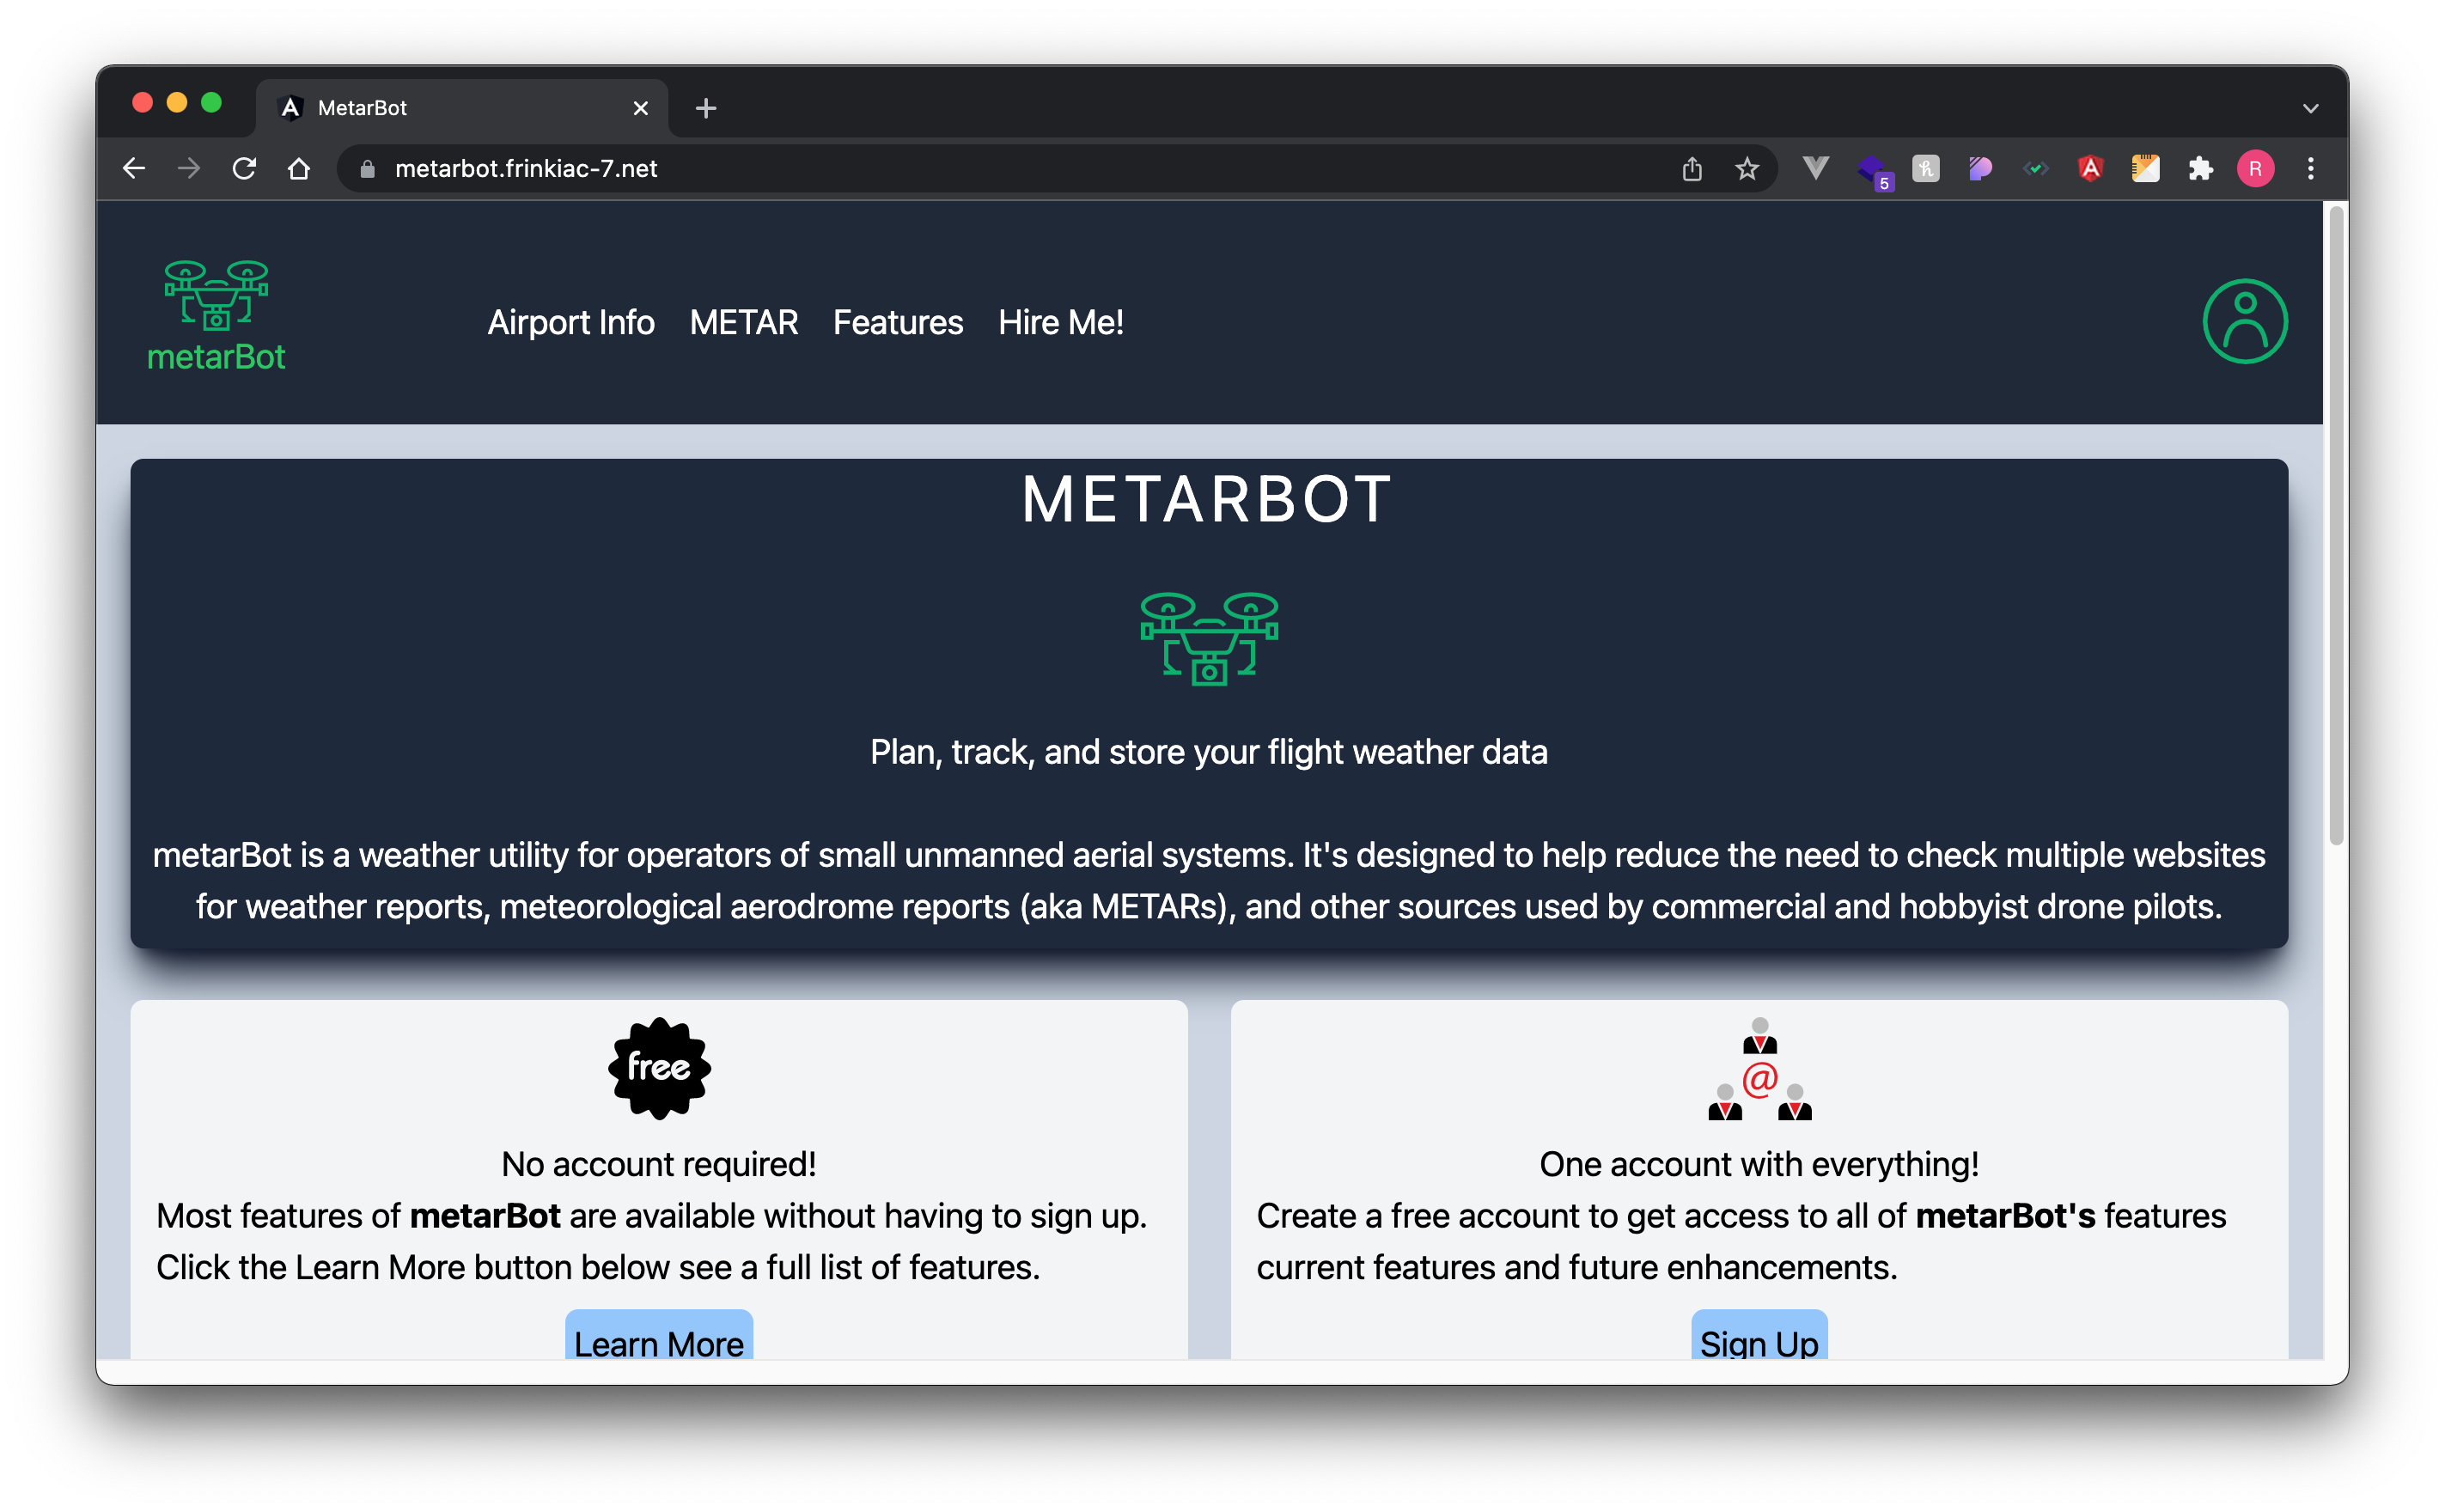 MetarBot
metarbot.frinkiac-7.net
5
R
metarBot
Airport Info METAR Features Hire Me!
METARBOT
Plan, track, and store your flight weather data
metarBot is a weather utility for operators of small unmanned aerial systems. It's designed to help reduce the need to check multiple websites
for weather reports, meteorological aerodrome reports (aka METARs), and other sources used by commercial and hobbyist drone pilots.
free
No account required!
Most features of metarBot are available without having to sign up.
Click the Learn More button below see a full list of features.
Learn More
@
One account with everything!
Create a free account to get access to all of metarBot's features
current features and future enhancements.
Sign Up